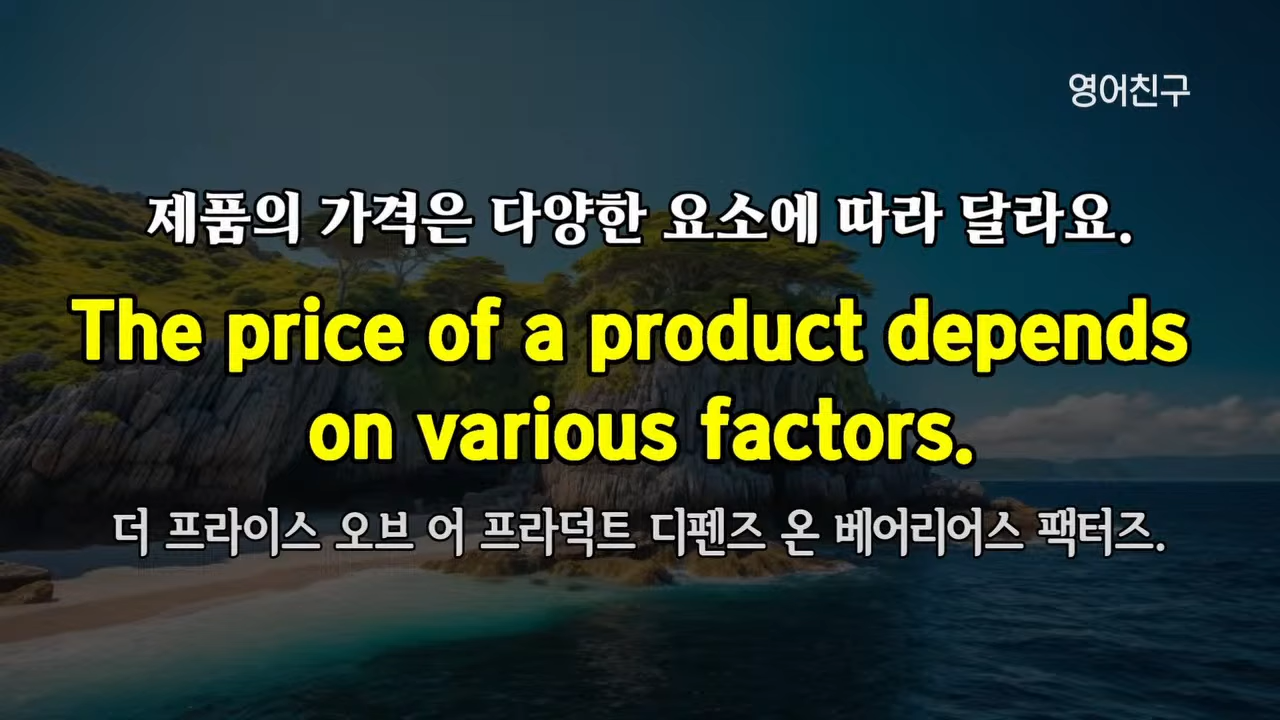 영어친구
제품의 가격은 다양한 요소에 따라 달라요.
The price of a product depends
on various factors.
더 프라이스 오브 어 프라덕트 디펜즈 온 베어리어스 팩터즈.